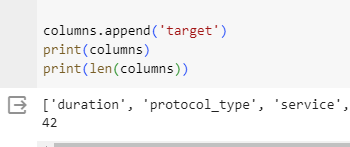 columns.append('target')
print(columns)
print(len(columns))
['duration', 'protocol_type', 'service',
42